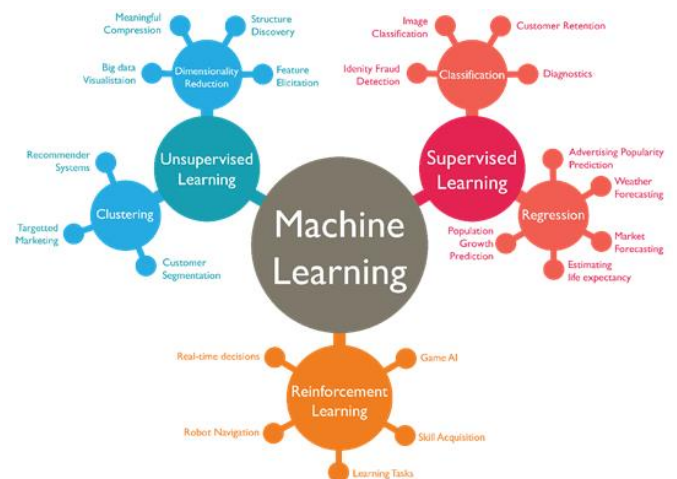 Meaningful
Compression
Structure
Discovery
Big data
Visualistaion
Dimensionality
Reduction
Feature
Elicitation
Unsupervised
Learning
Recommender
Systems
Clustering
Targetted
Marketing
Customer
Segmentation
Machine
Learning
Image
Classification
Customer Retention
Idenity Fraud
Detection
Classification
Diagnostics
Supervised
Learning
Advertising Popularity
Prediction
Weather
Forecasting
Regression
Population
Growth
Prediction
Market
Forecasting
Estimating
life expectancy
Real-time decisions
Game AI
Reinforcement
Learning
Robot Navigation
Skill Acquisition
Learning Tasks